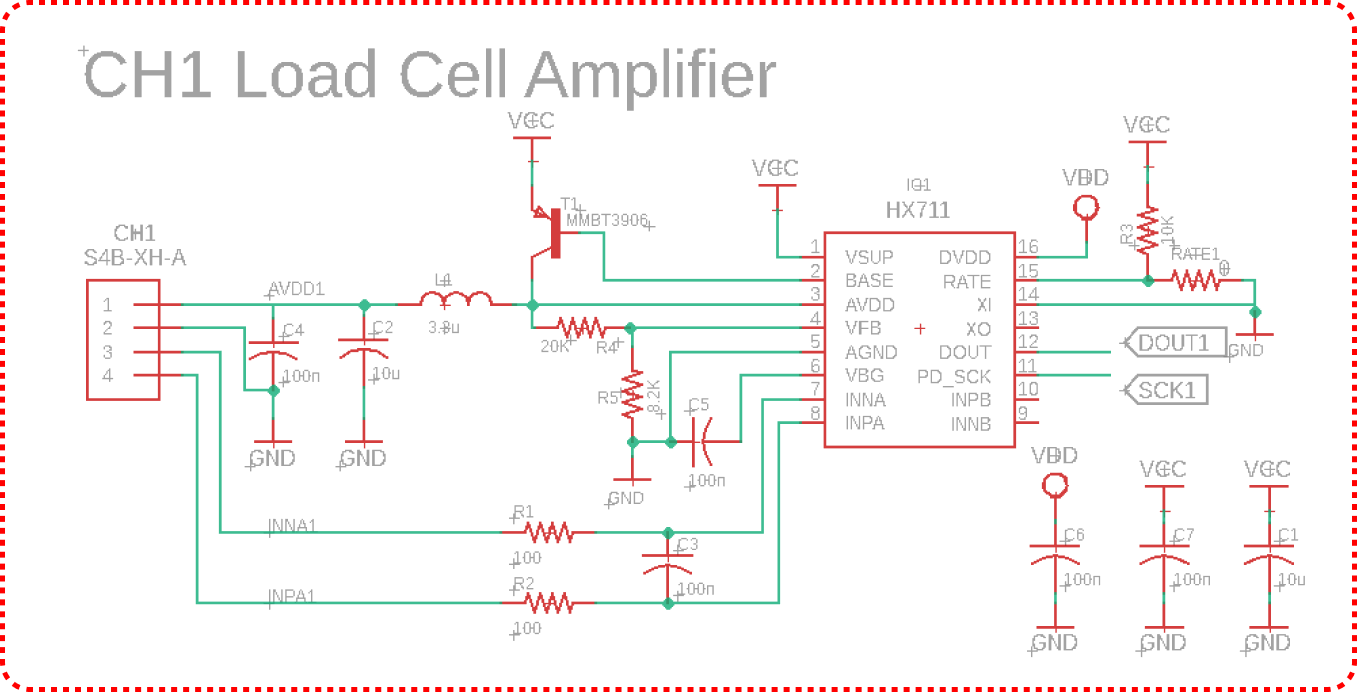 CH1 Load Cell Amplifier
VCC
VCC
VCC
VDD
T1
MMBT3906
IC1
HX711
R3
10K
RATE1
0
CH1
S4B-XH-A
1
2
3
4
AVDD1
C4
100n
C2
10u
L1
3.3u
20K
R4
R5
8.2K
C5
100n
1 VSUP DVDD 16
2 BASE RATE 15
3 AVDD XI 14
4 VFB XO 13
5 AGND DOUT 12
6 VBG PD_SCK 11
7 INNA INPB 10
8 INPA INNB 9
GND
DOUT1
SCK1
GND
GND
GND
INNA1
R1
100
INPA1
R2
100
C3
100n
VDD
C6
100n
GND
VCC
C7
100n
GND
VCC
C1
10u
GND